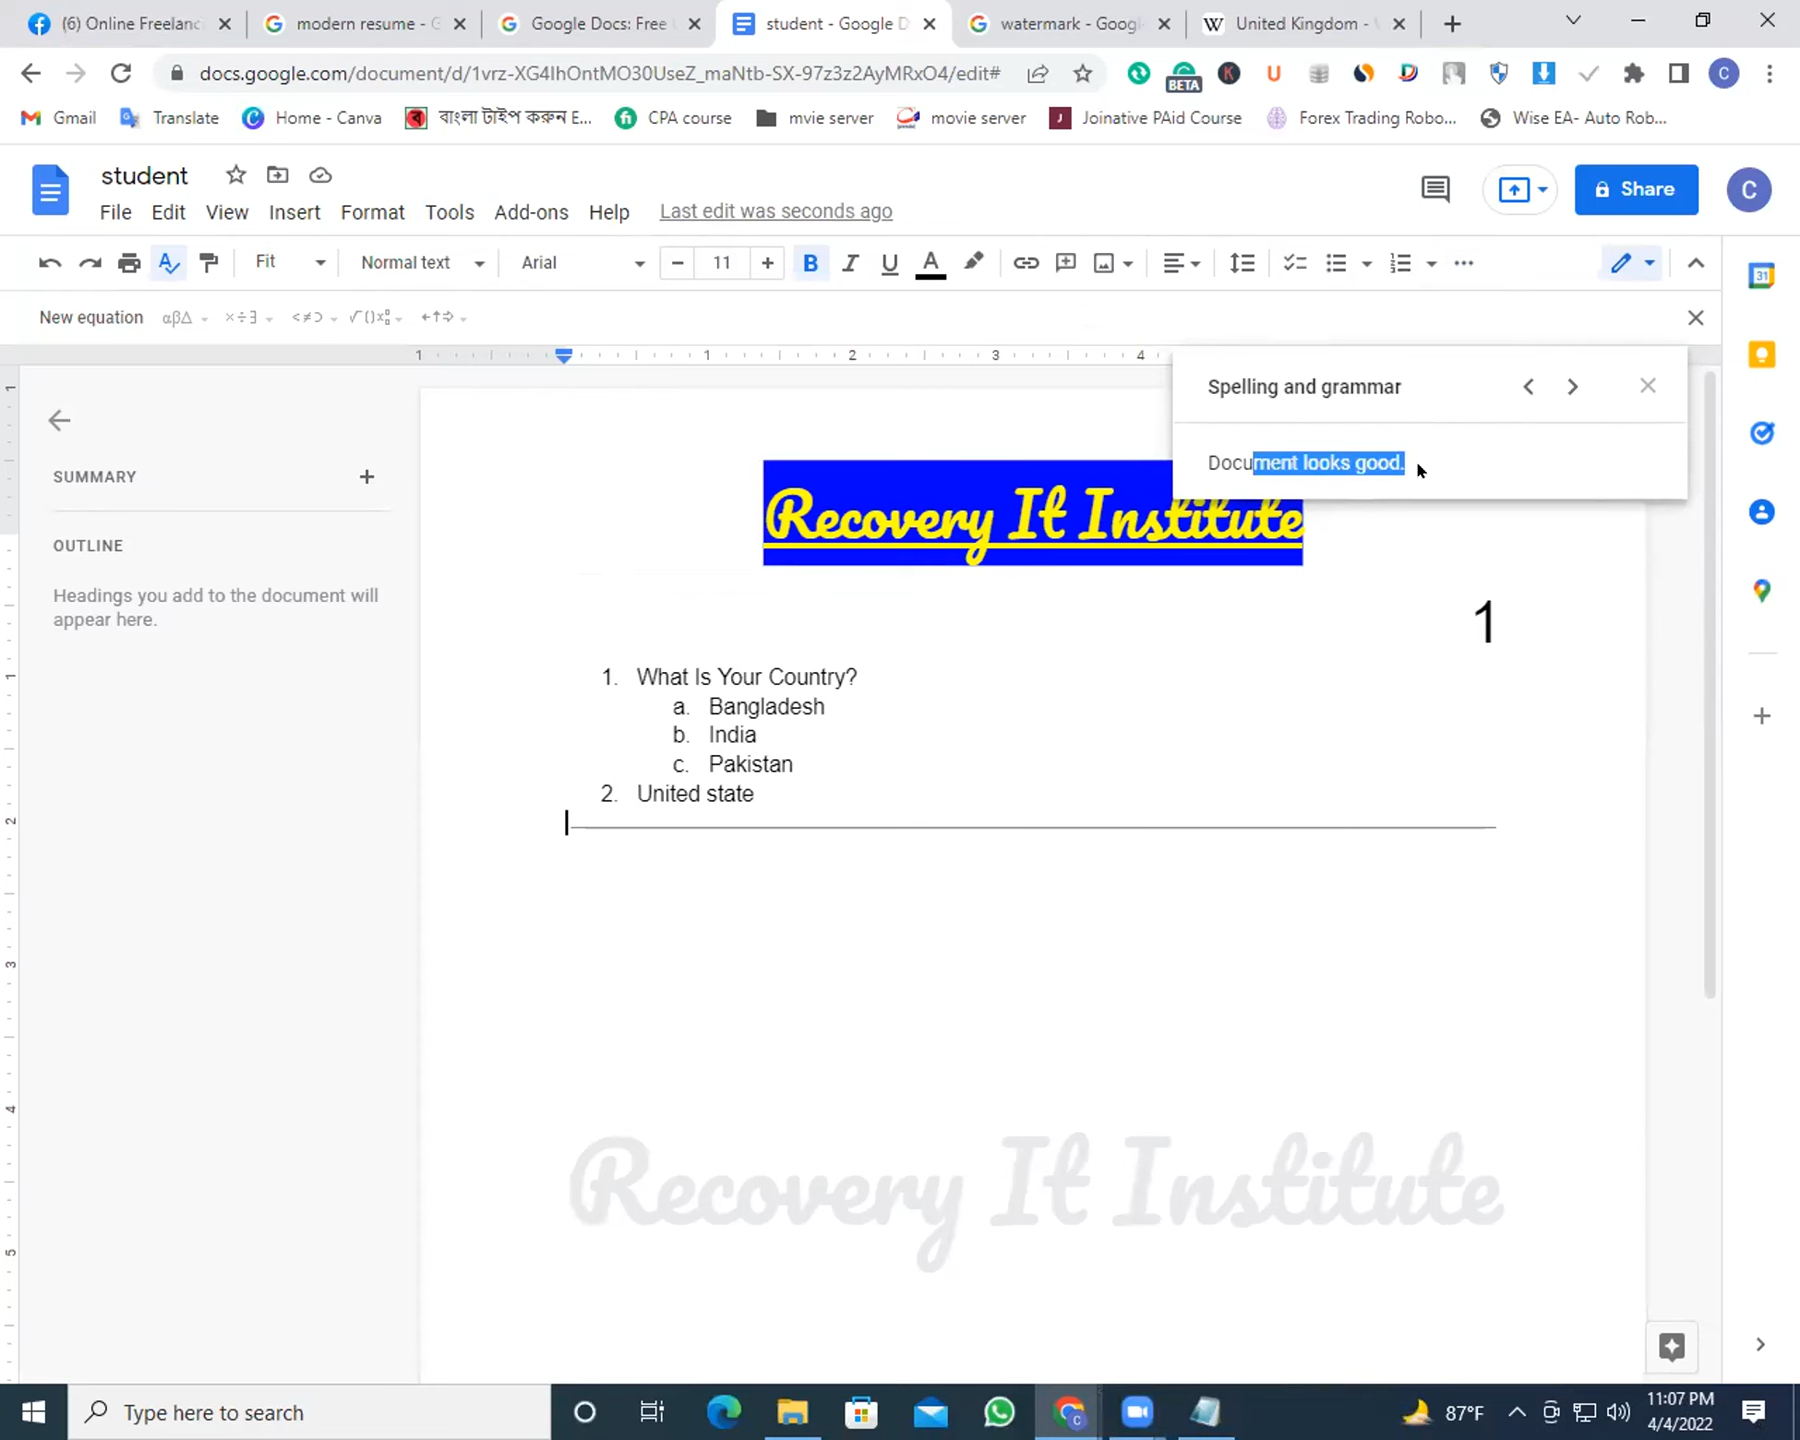 (6) Online Freelanc
modern resume - G
Google Docs: Free
student - Google D
watermark - Goog
United Kingdom -
docs.google.com/document/d/1vrz-XG4IhOntMO30UseZ_maNtb-SX-97z3z2AyMRxO4/edit#
BETA
C
Gmail
Translate
Home - Canva
বাংলা টাইপ করুন E...
CPA course
mvie server
movie server
Joinative PAid Course
Forex Trading Robo...
Wise EA- Auto Rob...
student
Share
C
File Edit View Insert Format Tools Add-ons Help Last edit was seconds ago
Fit Normal text Arial 11
New equation
Spelling and grammar
Document looks good.
SUMMARY
OUTLINE
Headings you add to the document will
appear here.
Recovery It Institute
1
1. What Is Your Country?
a. Bangladesh
b. India
c. Pakistan
2. United state
Recovery It Institute
Type here to search
87°F
11:07 PM
4/4/2022